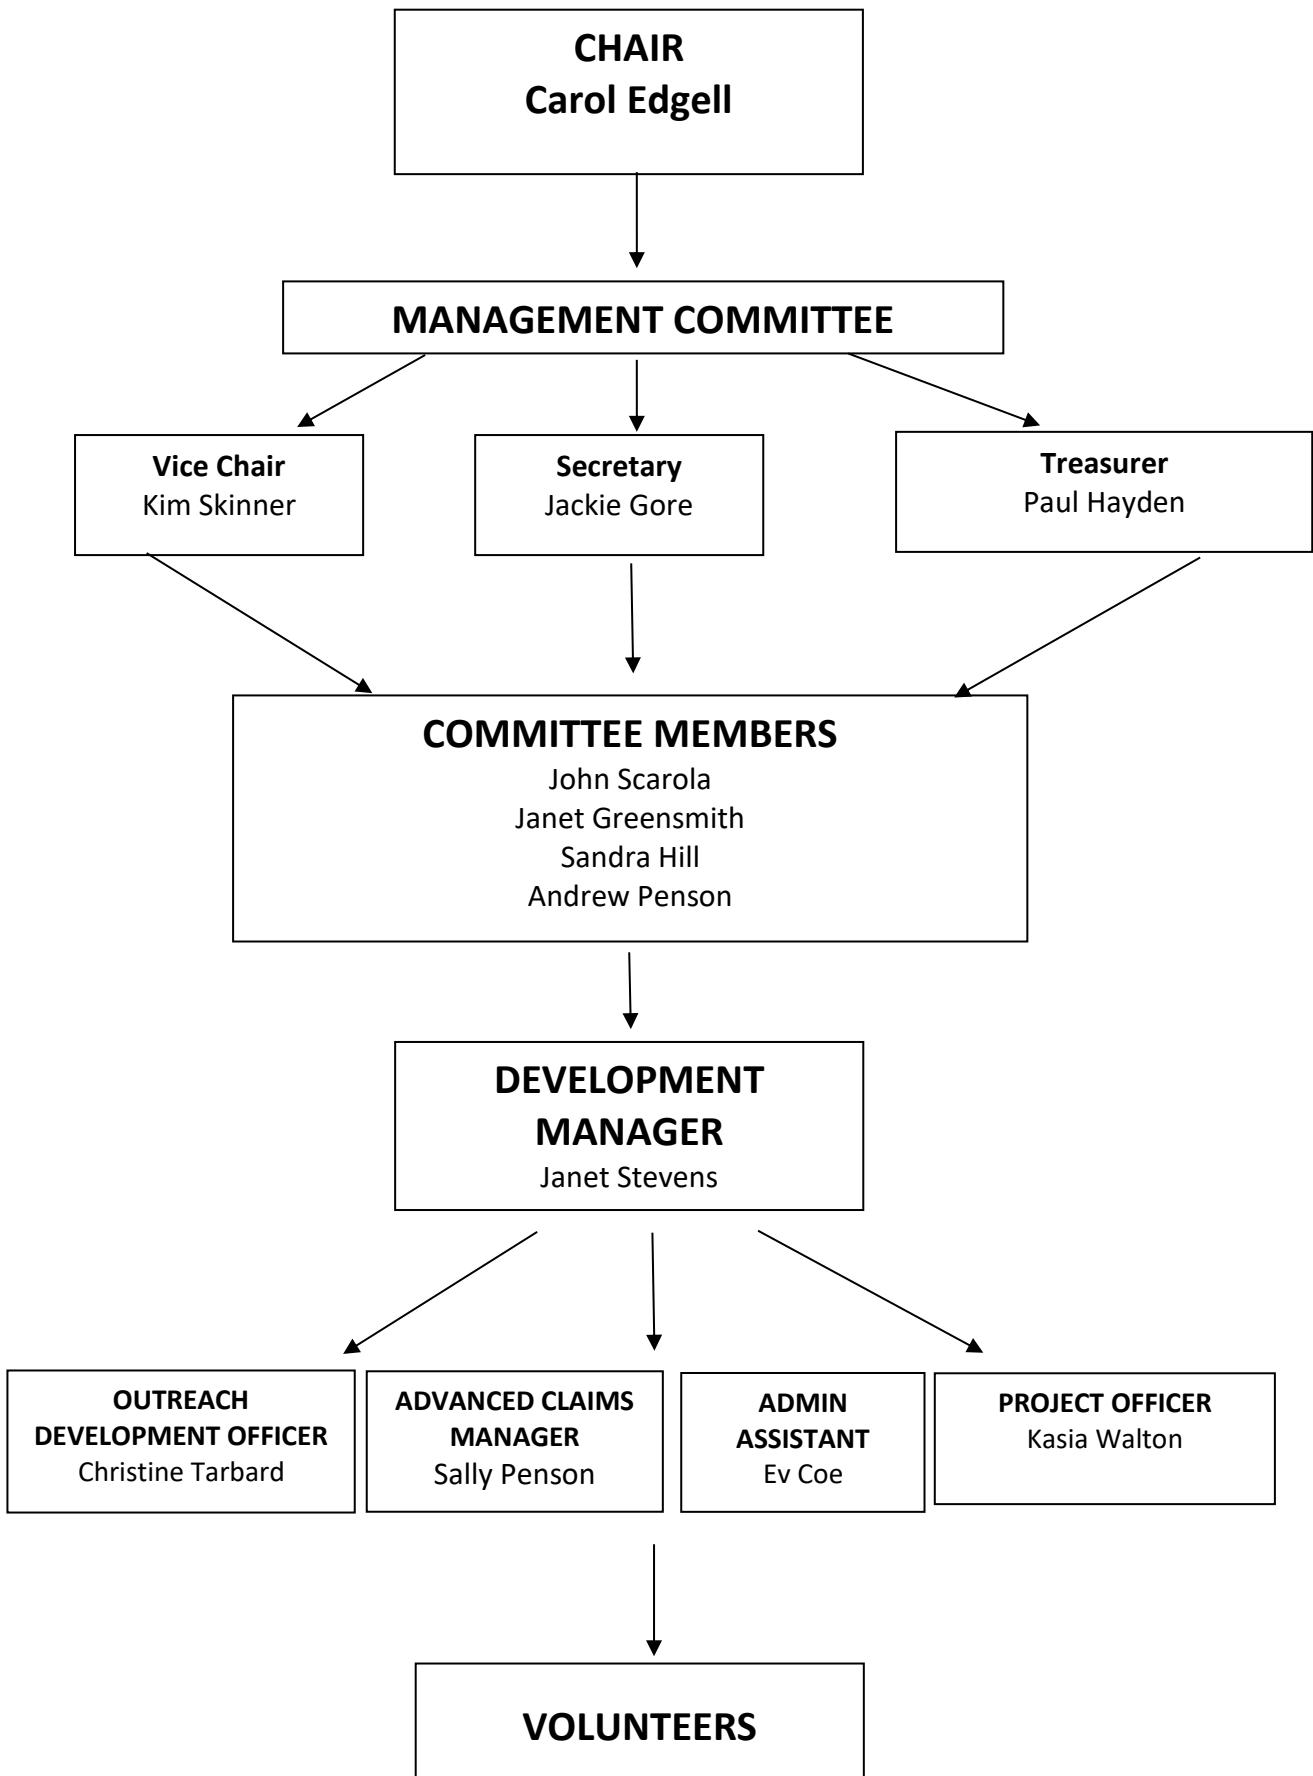 CHAIR
Carol Edgell
MANAGEMENT COMMITTEE
Vice Chair
Kim Skinner
Secretary
Jackie Gore
Treasurer
Paul Hayden
COMMITTEE MEMBERS
John Scarola
Janet Greensmith
Sandra Hill
Andrew Penson
DEVELOPMENT
MANAGER
Janet Stevens
OUTREACH
DEVELOPMENT OFFICER
Christine Tarbard
ADVANCED CLAIMS
MANAGER
Sally Penson
ADMIN
ASSISTANT
Ev Coe
PROJECT OFFICER
Kasia Walton
VOLUNTEERS